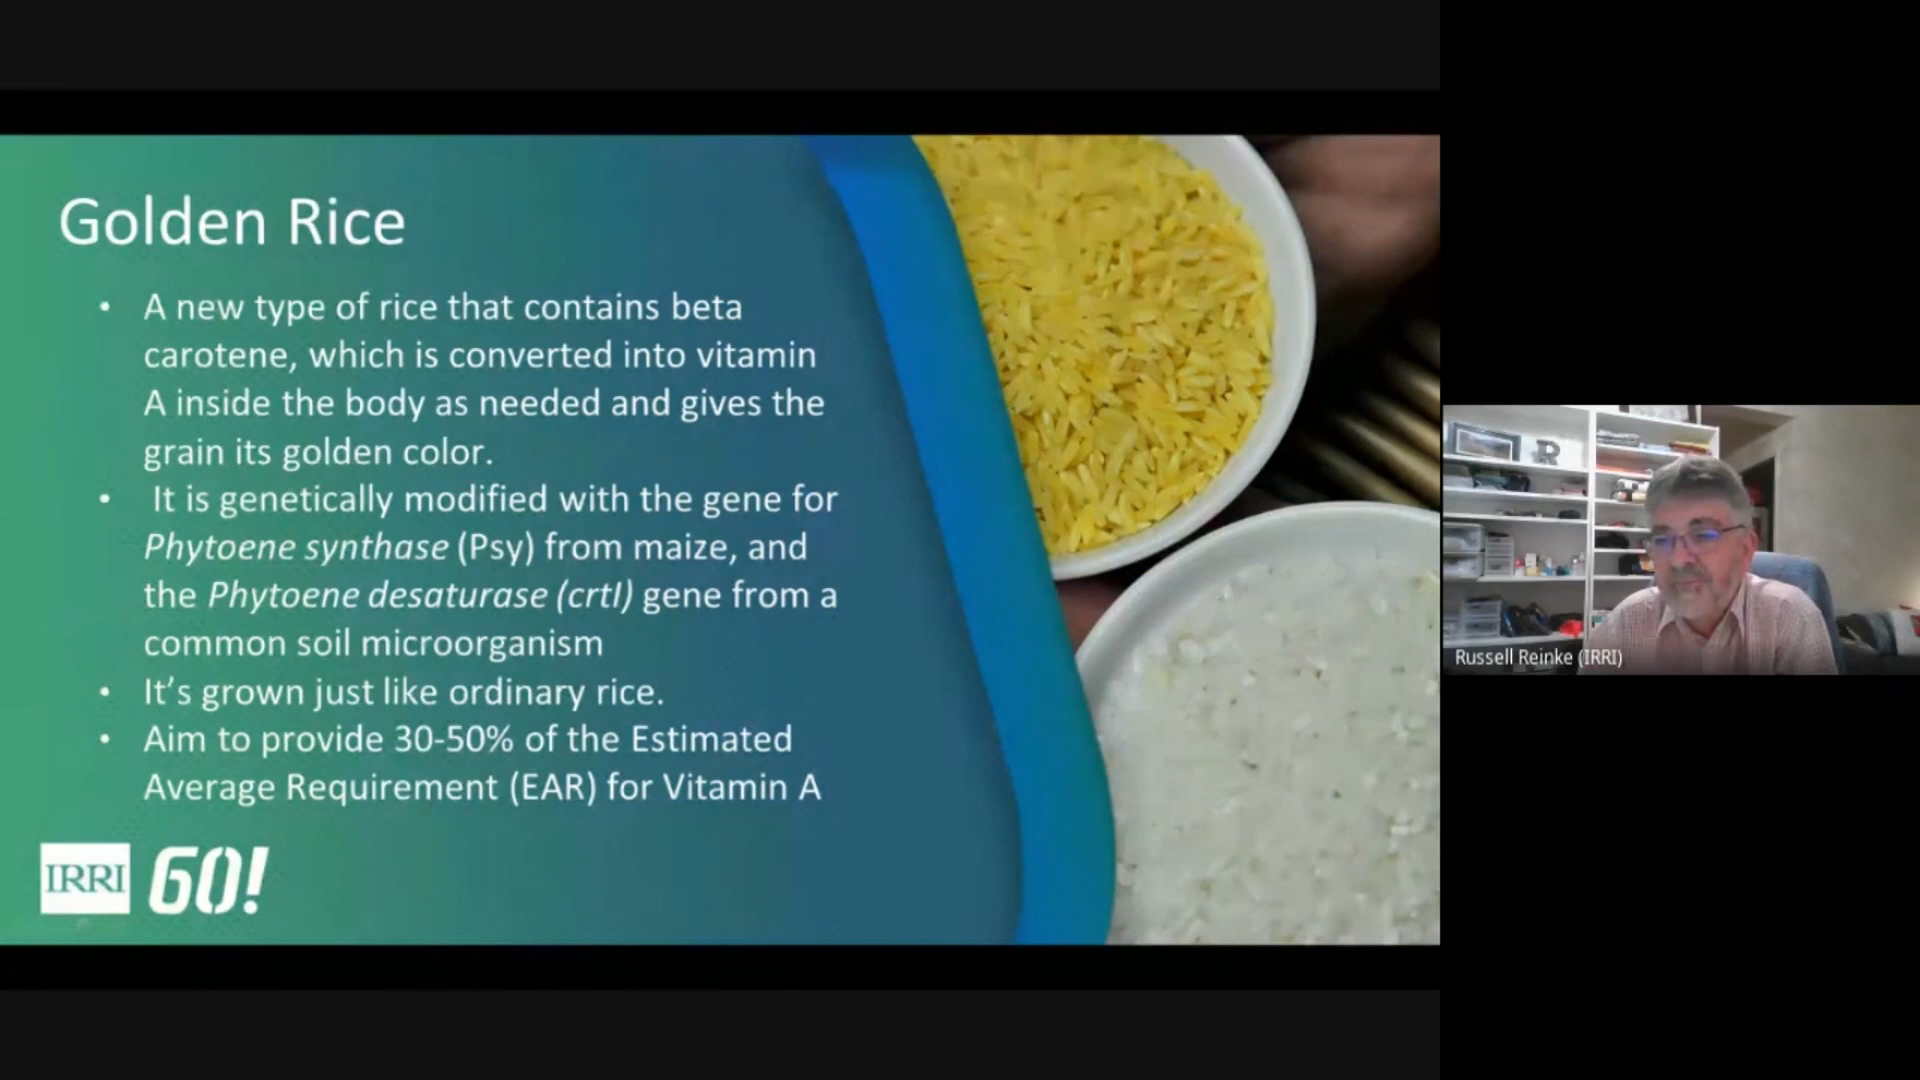 Golden Rice
• A new type of rice that contains beta
carotene, which is converted into vitamin
A inside the body as needed and gives the
grain its golden color.
• It is genetically modified with the gene for
Phytoene synthase (Psy) from maize, and
the Phytoene desaturase (crtI) gene from a
common soil microorganism
• It’s grown just like ordinary rice.
• Aim to provide 30-50% of the Estimated
Average Requirement (EAR) for Vitamin A
IRRI 60!
R
Russell Reinke (IRRI)